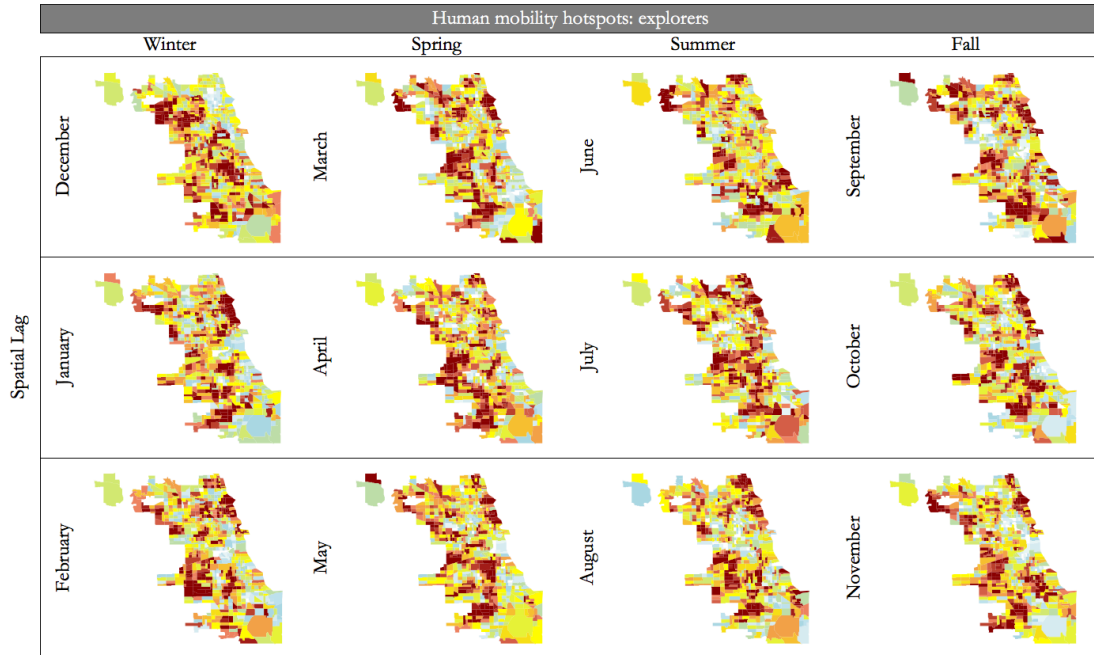 Human mobility hotspots: explorers
Winter
Spring
Summer
Fall
Spatial Lag
December
March
June
September
January
April
July
October
February
May
August
November